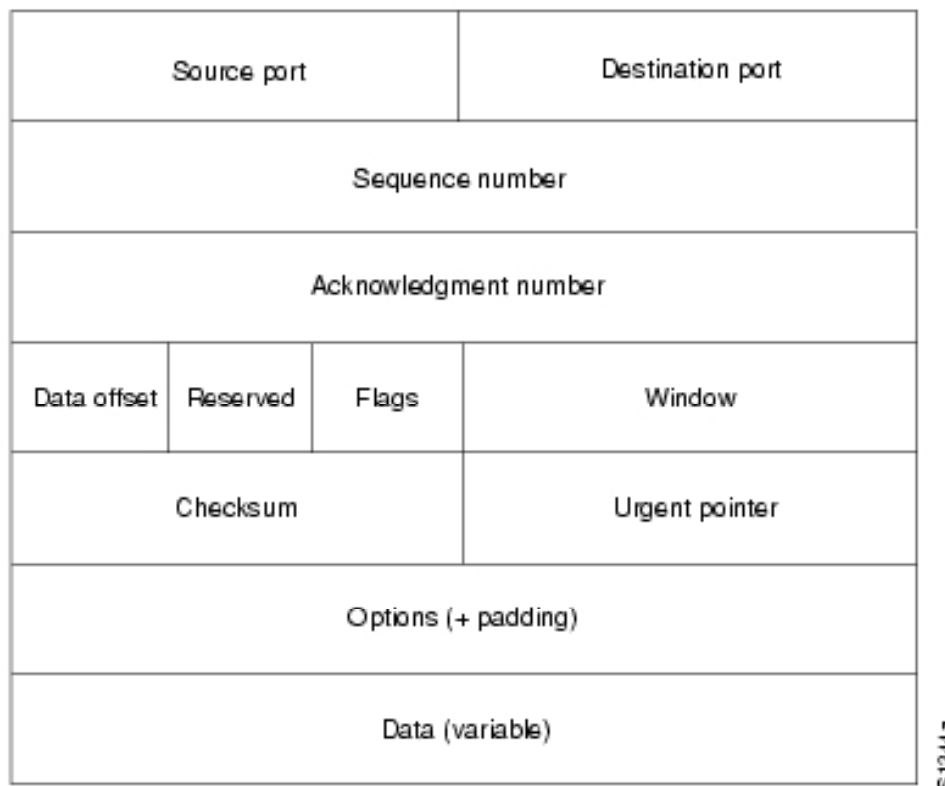 Source port
Destination port
Sequence number
Acknowledgment number
Data offset
Reserved
Flags
Window
Checksum
Urgent pointer
Options (+ padding)
Data (variable)